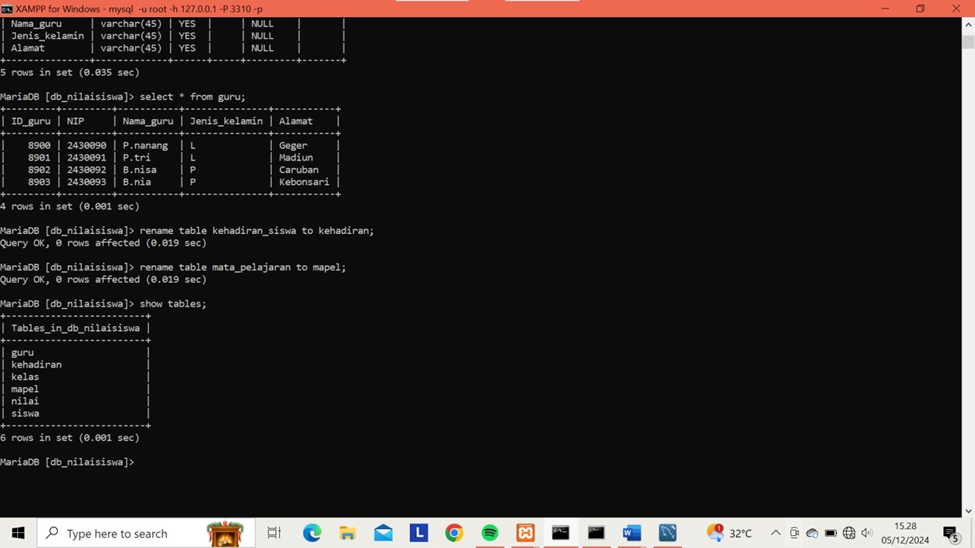 XAMPP for Windows - mysql -u root -h 127.0.0.1 -P 3310 -p
| Nama_guru | varchar(45) | YES | | NULL | |
| Jenis_kelamin | varchar(45) | YES | | NULL | |
| Alamat | varchar(45) | YES | | NULL | |
+---------------+-------------+------+-----+---------+-------+
5 rows in set (0.035 sec)
MariaDB [db_nilaisiswa]> select * from guru;
+---------+---------+-----------+---------------+-----------+
| ID_guru | NIP | Nama_guru | Jenis_kelamin | Alamat |
+---------+---------+-----------+---------------+-----------+
| 8900 | 2430090 | P.nanang | L | Geger |
| 8901 | 2430091 | P.tri | L | Madiun |
| 8902 | 2430092 | B.nisa | P | Caruban |
| 8903 | 2430093 | B.nia | P | Kebonsari |
+---------+---------+-----------+---------------+-----------+
4 rows in set (0.001 sec)
MariaDB [db_nilaisiswa]> rename table kehadiran_siswa to kehadiran;
Query OK, 0 rows affected (0.019 sec)
MariaDB [db_nilaisiswa]> rename table mata_pelajaran to mapel;
Query OK, 0 rows affected (0.019 sec)
MariaDB [db_nilaisiswa]> show tables;
+-------------------------+
| Tables_in_db_nilaisiswa |
+-------------------------+
| guru |
| kehadiran |
| kelas |
| mapel |
| nilai |
| siswa |
+-------------------------+
6 rows in set (0.001 sec)
MariaDB [db_nilaisiswa]>
Type here to search
L
W
1
32°C
15.28
05/12/2024
5